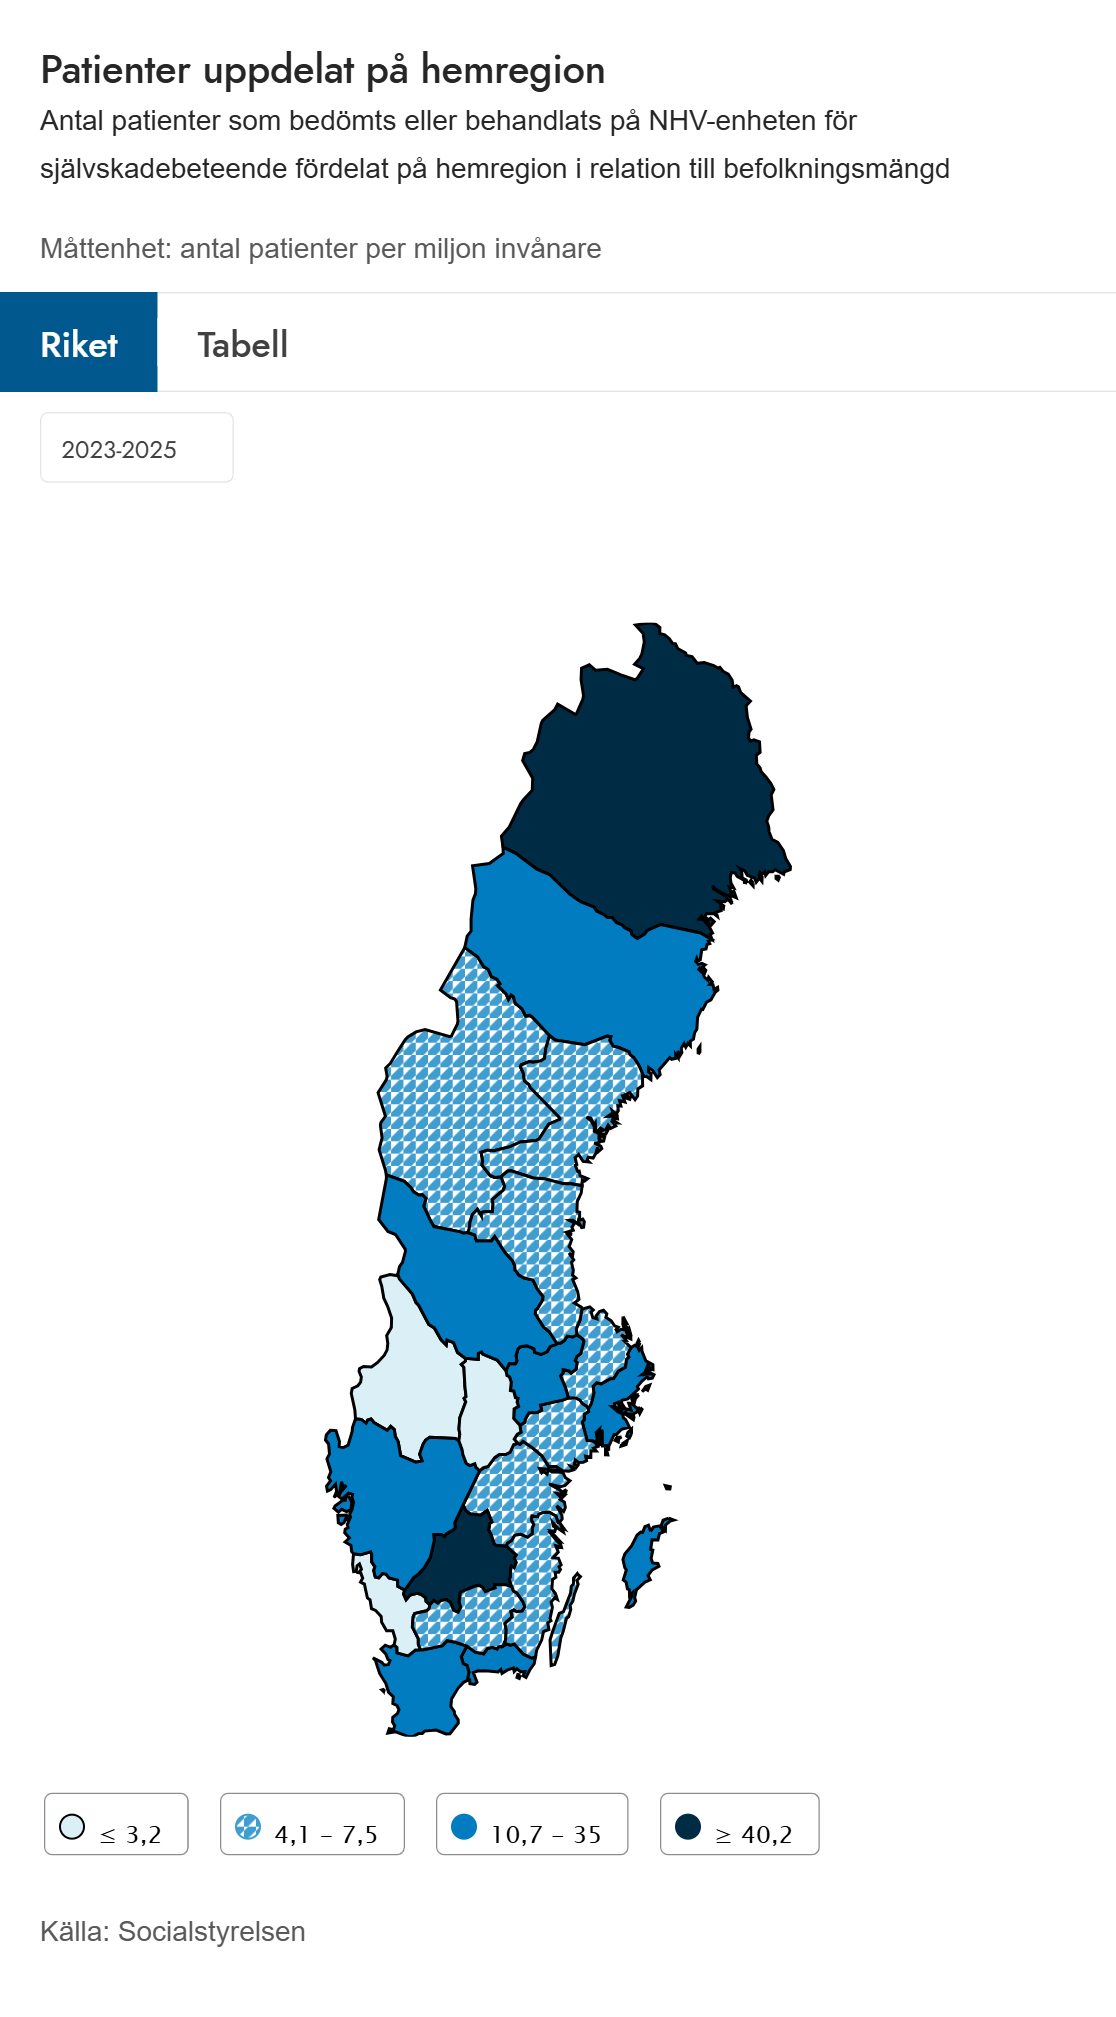 Patienter uppdelat på hemregion
Antal patienter som bedömts eller behandlats på NHV-enheten för
självskadebeteende fördelat på hemregion i relation till befolkningsmängd
Måttenhet: antal patienter per miljon invånare
Riket Tabell
2023-2025
≤ 3,2 4,1 – 7,5 10,7 – 35 ≥ 40,2
Källa: Socialstyrelsen